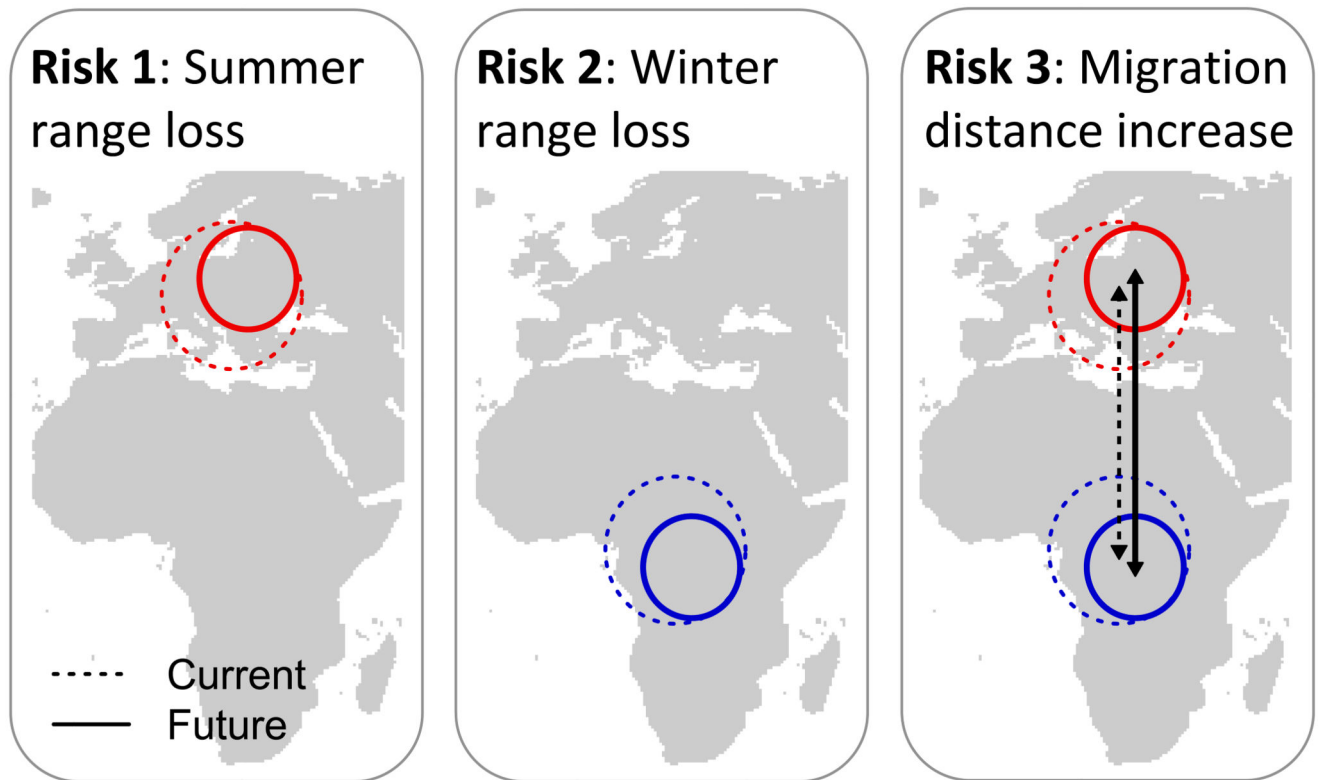 Risk 1: Summer
range loss
Risk 2: Winter
range loss
Risk 3: Migration
distance increase
Current
Future